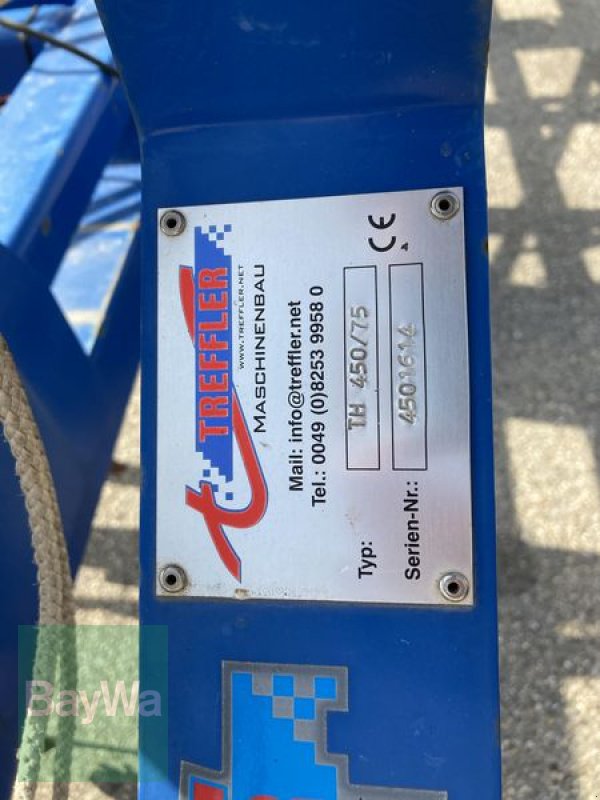 TREFFLER
www.treffler.net
MASCHINENBAU
Mail: info@treffler.net
Tel.: 0049 (0)8253 9958 0
Typ: TH 450/75
Serien-Nr.: 4501614
CE
BayWa